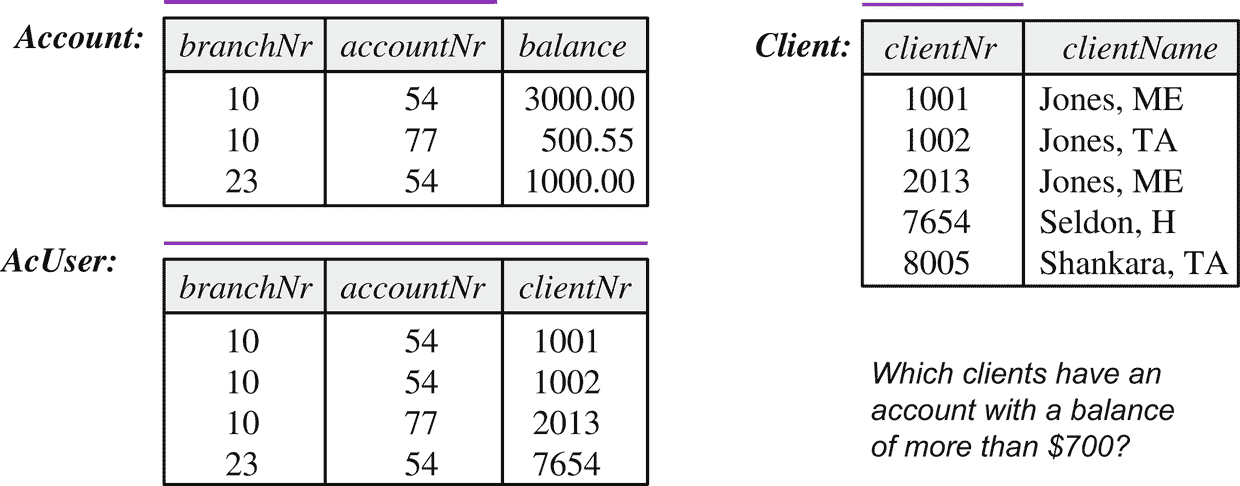 Account:
branchNr accountNr balance
10 54 3000.00
10 77 500.55
23 54 1000.00
AcUser:
branchNr accountNr clientNr
10 54 1001
10 54 1002
10 77 2013
23 54 7654
Client:
clientNr clientName
1001 Jones, ME
1002 Jones, TA
2013 Jones, ME
7654 Seldon, H
8005 Shankara, TA
Which clients have an
account with a balance
of more than $700?